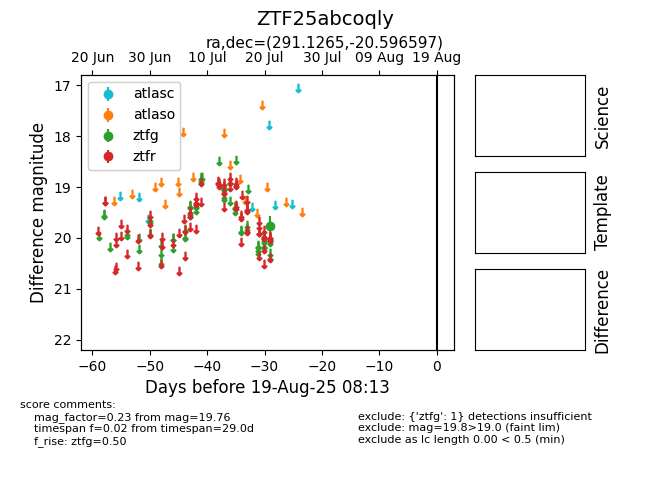 ZTF25abcoqly
ra,dec=(291.1265,-20.596597)
20 Jun 30 Jun 10 Jul 20 Jul 30 Jul 09 Aug 19 Aug
atlasc
atlaso
ztfg
ztfr
17
18
19
20
21
22
Difference magnitude
−60 −50 −40 −30 −20 −10 0
Days before 19-Aug-25 08:13
Science
Template
Difference
score comments:
mag_factor=0.23 from mag=19.76
timespan f=0.02 from timespan=29.0d
f_rise: ztfg=0.50
exclude: {'ztfg': 1} detections insufficient
exclude: mag=19.8>19.0 (faint lim)
exclude as lc length 0.00 < 0.5 (min)